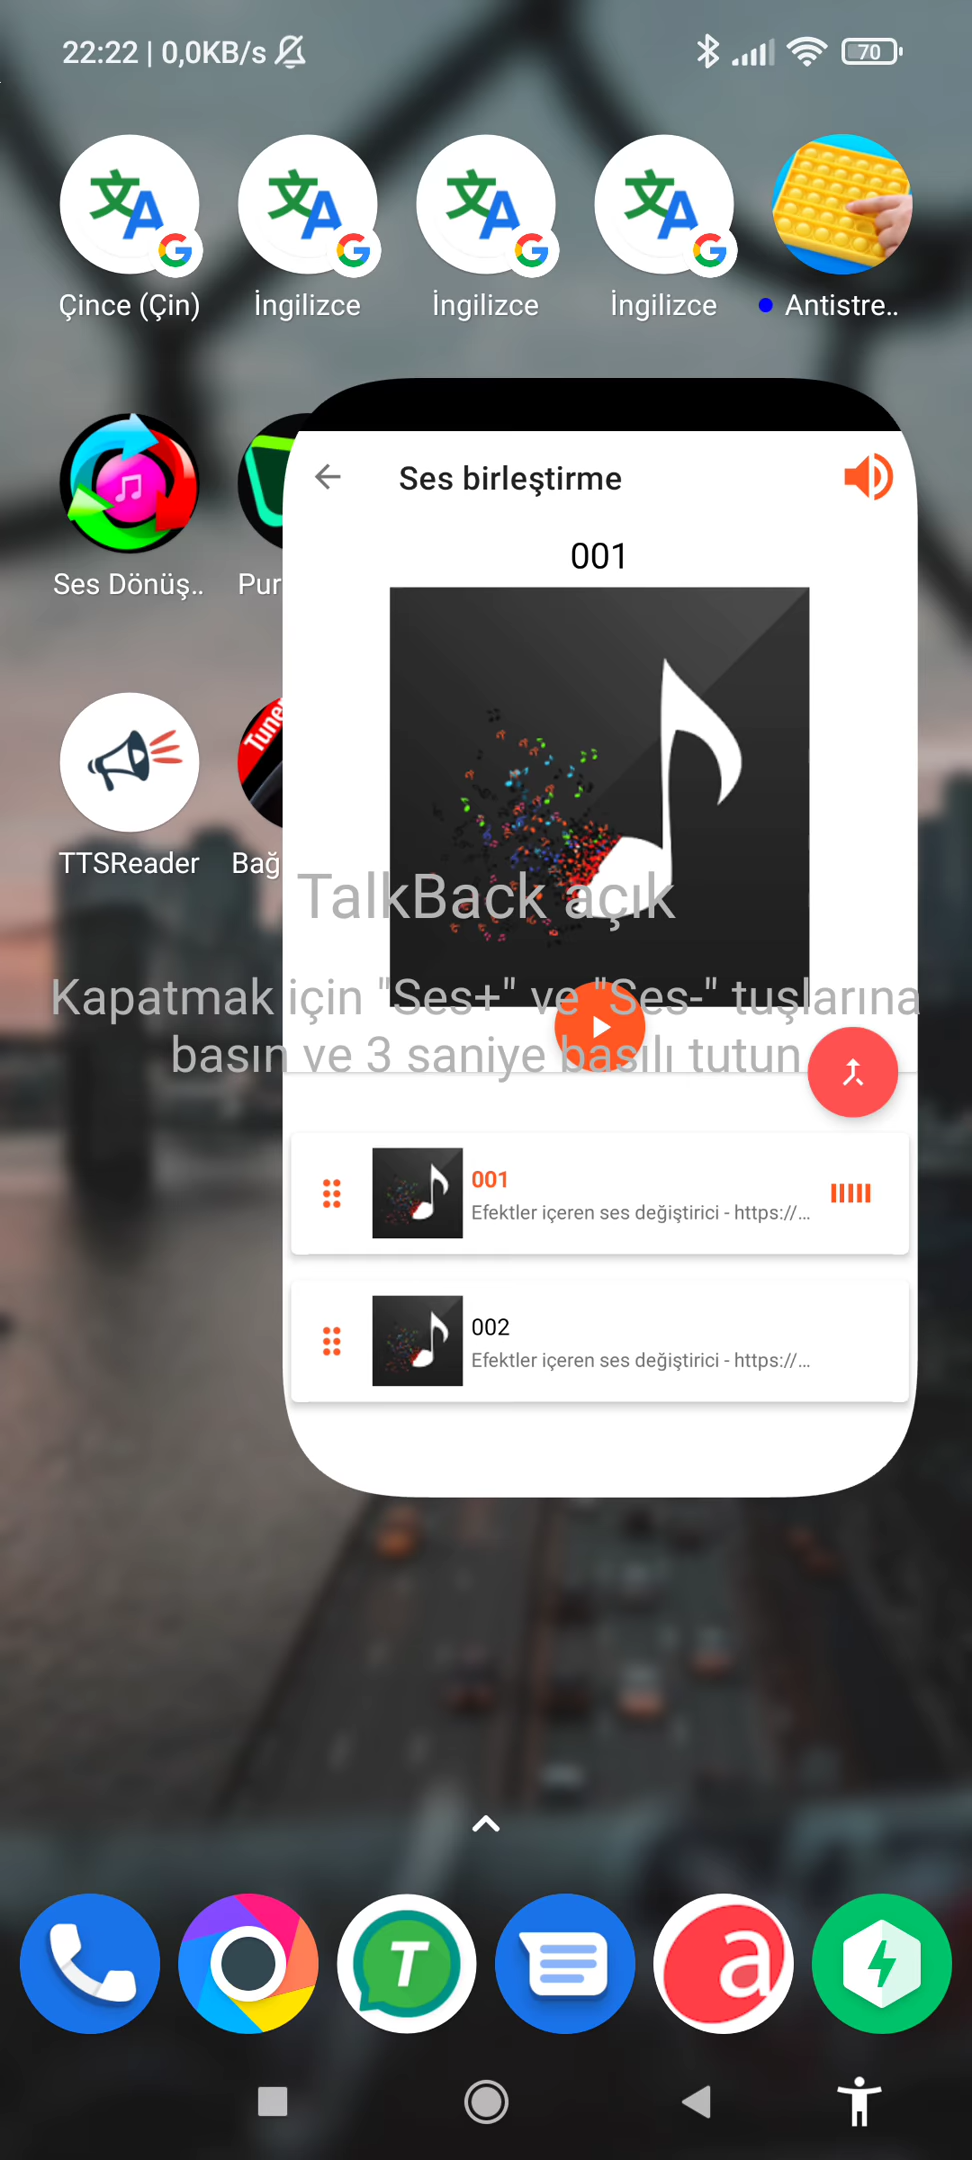 22:22 | 0,0KB/s
70
Çince (Çin)
İngilizce
İngilizce
İngilizce
Antistre..
Ses Dönüş..
Pur
TTSReader
Tuner
Bağ
Ses birleştirme
001
TalkBack açık
Kapatmak için "Ses+" ve "Ses-" tuşlarına
basın ve 3 saniye basılı tutun
001
Efektler içeren ses değiştirici - https://...
002
Efektler içeren ses değiştirici - https://...